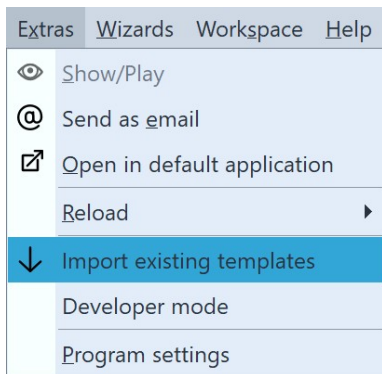 Extras Wizards Workspace Help
Show/Play
@ Send as email
Open in default application
Reload
Import existing templates
Developer mode
Program settings